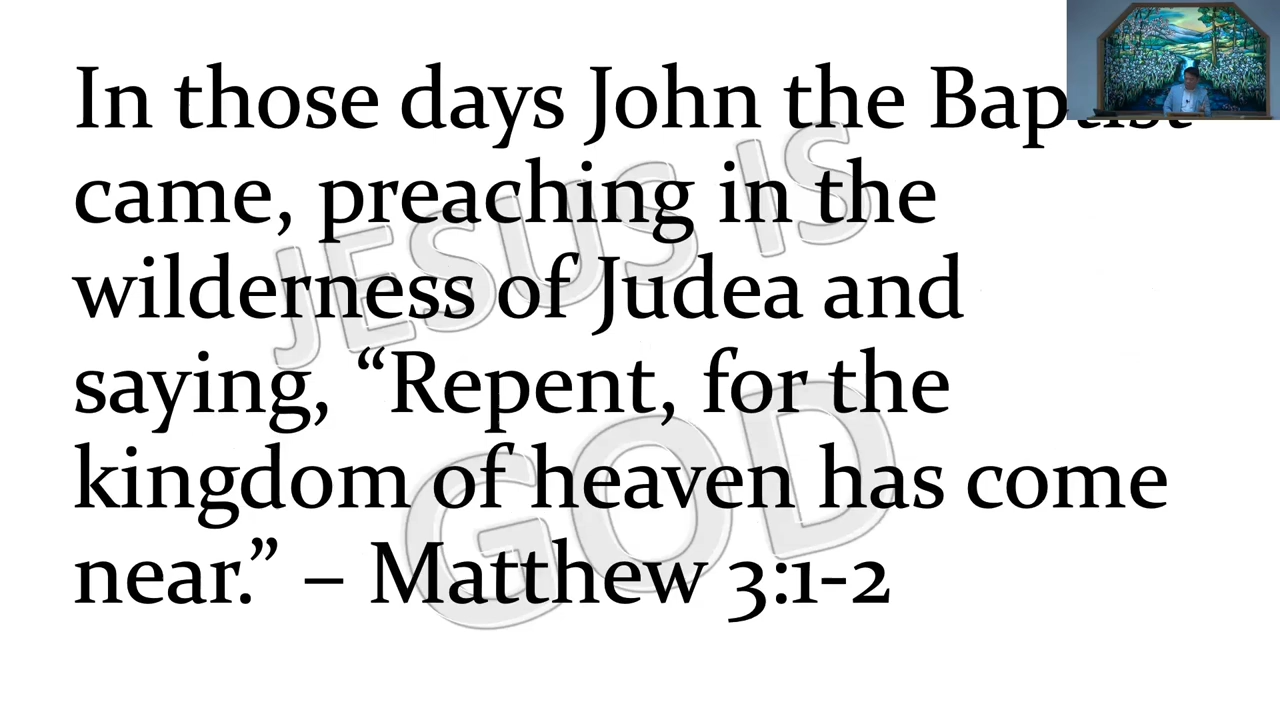 In those days John the Baptist
came, preaching in the
wilderness of Judea and
saying, “Repent, for the
kingdom of heaven has come
near.” – Matthew 3:1-2
JESUS IS
GOD